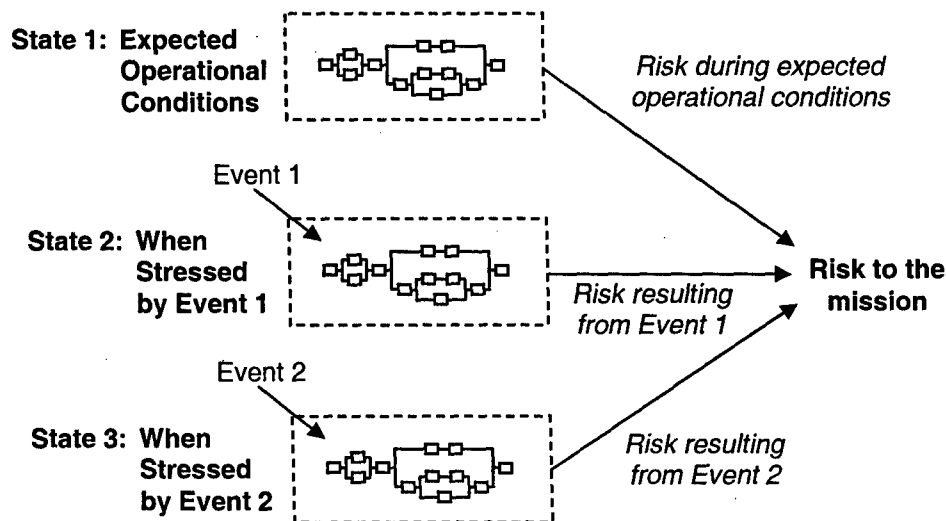 State 1: Expected
Operational
Conditions
Risk during expected
operational conditions
Event 1
State 2: When
Stressed
by Event 1
Risk resulting
from Event 1
Risk to the
mission
Event 2
State 3: When
Stressed
by Event 2
Risk resulting
from Event 2